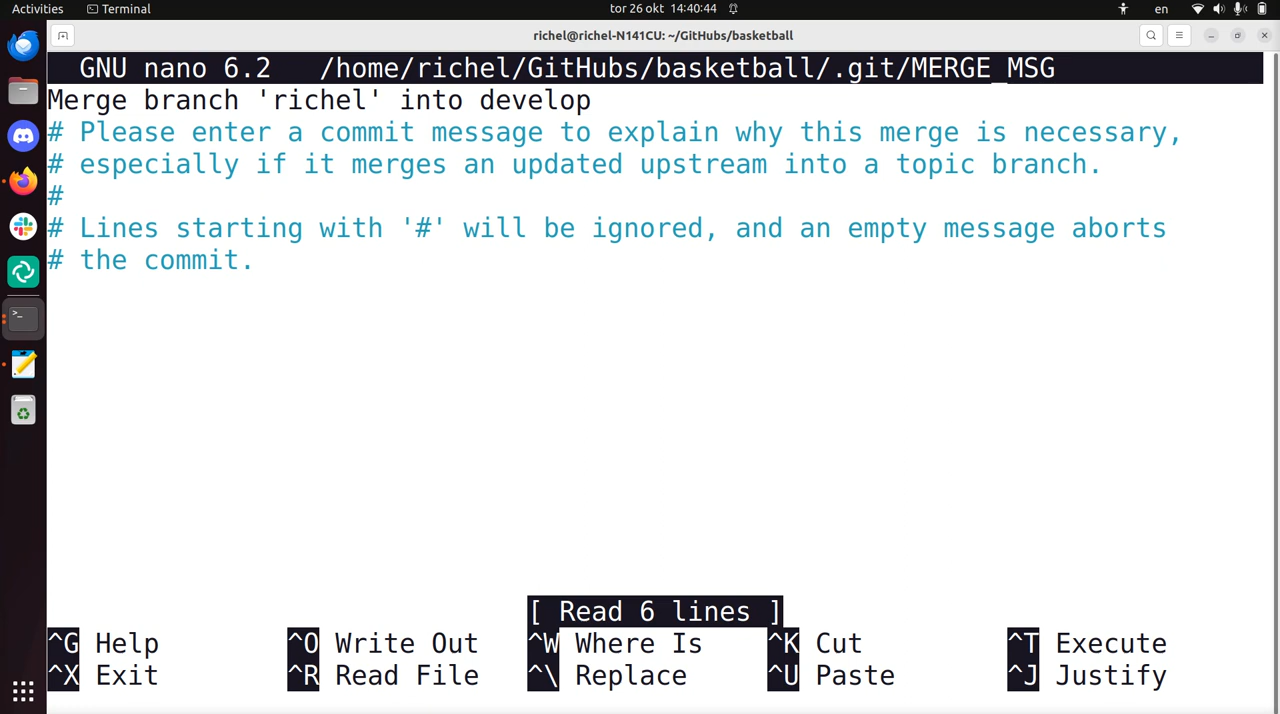 Activities Terminal tor 26 okt 14:40:44 en
richel@richel-N141CU: ~/GitHubs/basketball
GNU nano 6.2 /home/richel/GitHubs/basketball/.git/MERGE_MSG
Merge branch 'richel' into develop
# Please enter a commit message to explain why this merge is necessary,
# especially if it merges an updated upstream into a topic branch.
#
# Lines starting with '#' will be ignored, and an empty message aborts
# the commit.
[ Read 6 lines ]
^G Help ^O Write Out ^W Where Is ^K Cut ^T Execute
^X Exit ^R Read File ^\ Replace ^U Paste ^J Justify